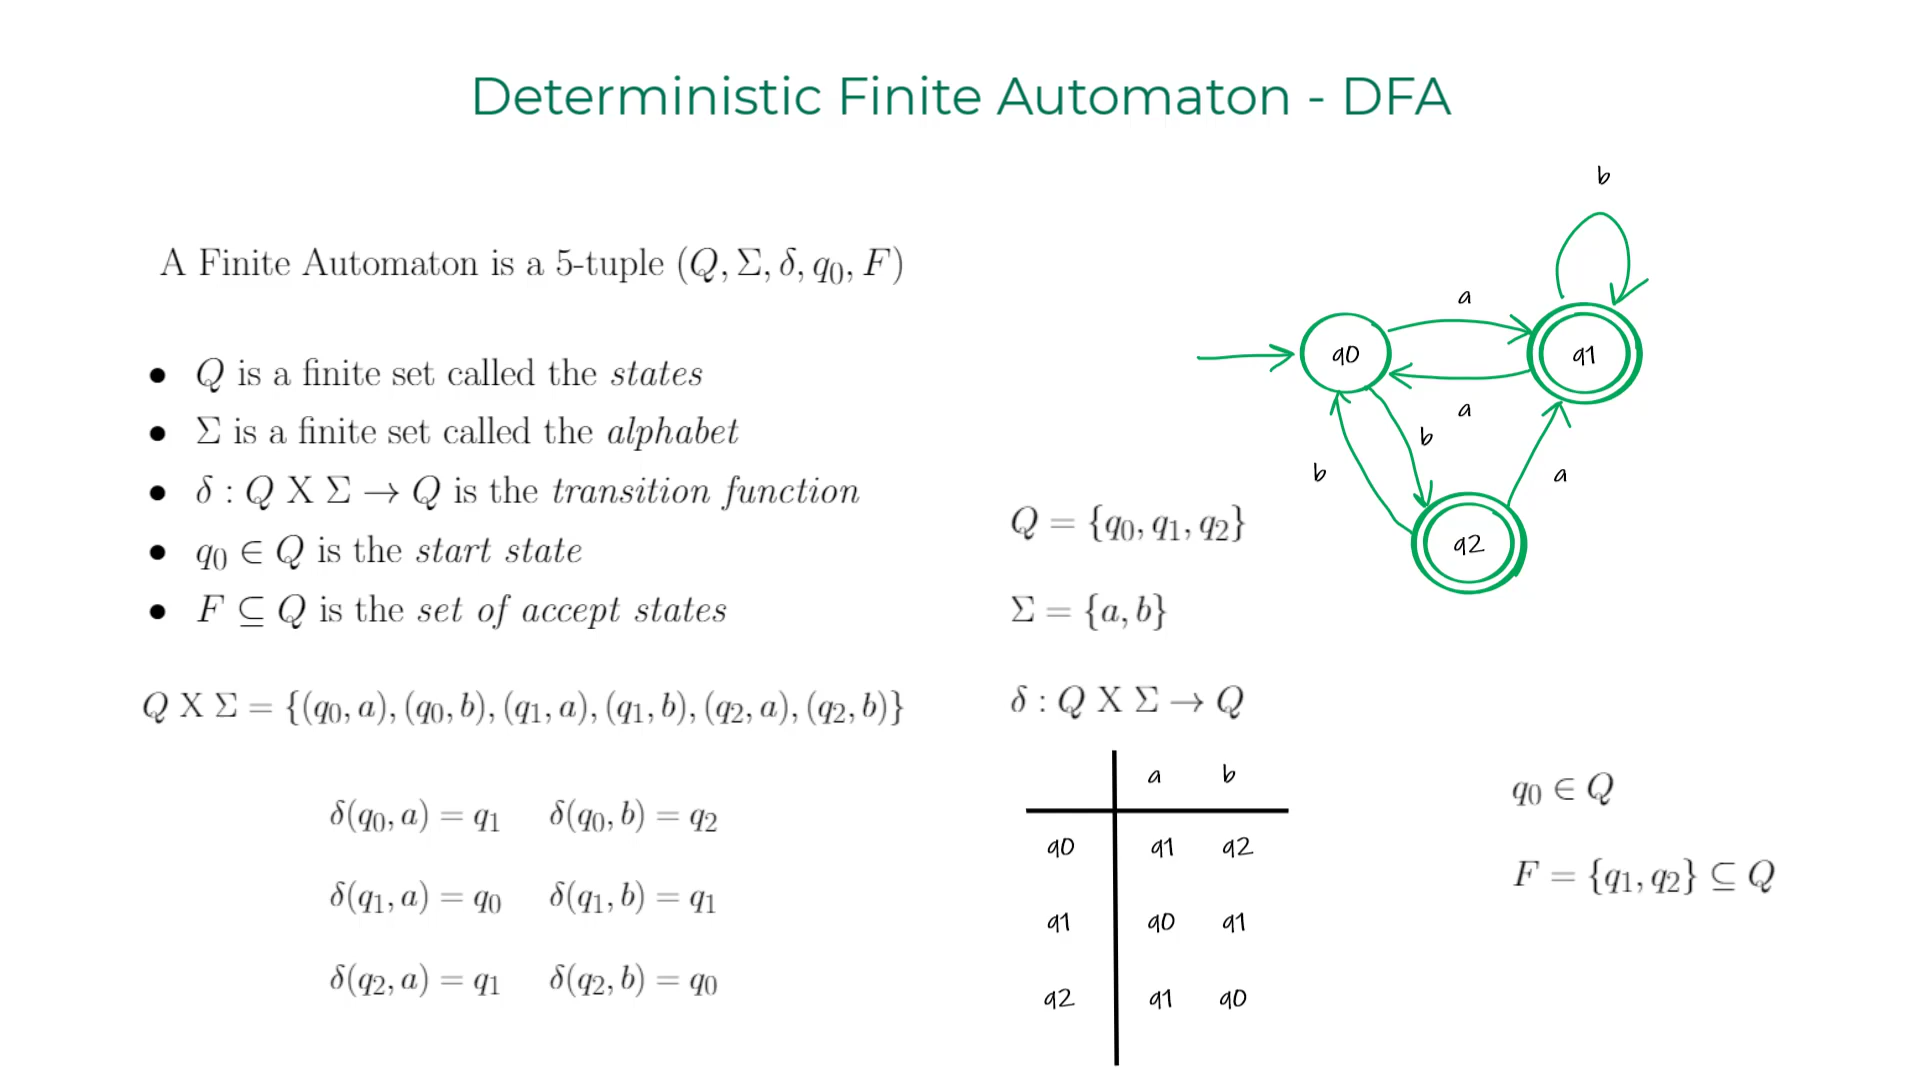 Deterministic Finite Automaton - DFA
A Finite Automaton is a 5-tuple (Q, Σ, δ, q0, F)
• Q is a finite set called the states
• Σ is a finite set called the alphabet
• δ : Q X Σ → Q is the transition function
• q0 ∈ Q is the start state
• F ⊆ Q is the set of accept states
Q X Σ = {(q0, a), (q0, b), (q1, a), (q1, b), (q2, a), (q2, b)}
δ(q0, a) = q1 δ(q0, b) = q2
δ(q1, a) = q0 δ(q1, b) = q1
δ(q2, a) = q1 δ(q2, b) = q0
b
a
q0 q1
a
b
b a
q2
Q = {q0, q1, q2}
Σ = {a, b}
δ : Q X Σ → Q
a b
q0 q1 q2
q1 q0 q1
q2 q1 q0
q0 ∈ Q
F = {q1, q2} ⊆ Q